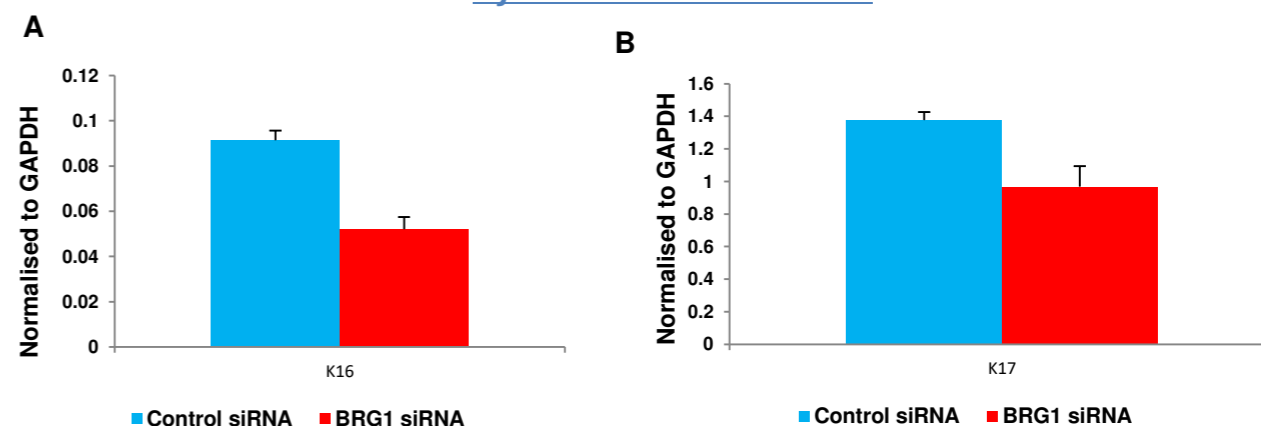 A
Normalised to GAPDH
0.12
0.1
0.08
0.06
0.04
0.02
0
K16
Control siRNA BRG1 siRNA
B
Normalised to GAPDH
1.6
1.4
1.2
1
0.8
0.6
0.4
0.2
0
K17
Control siRNA BRG1 siRNA